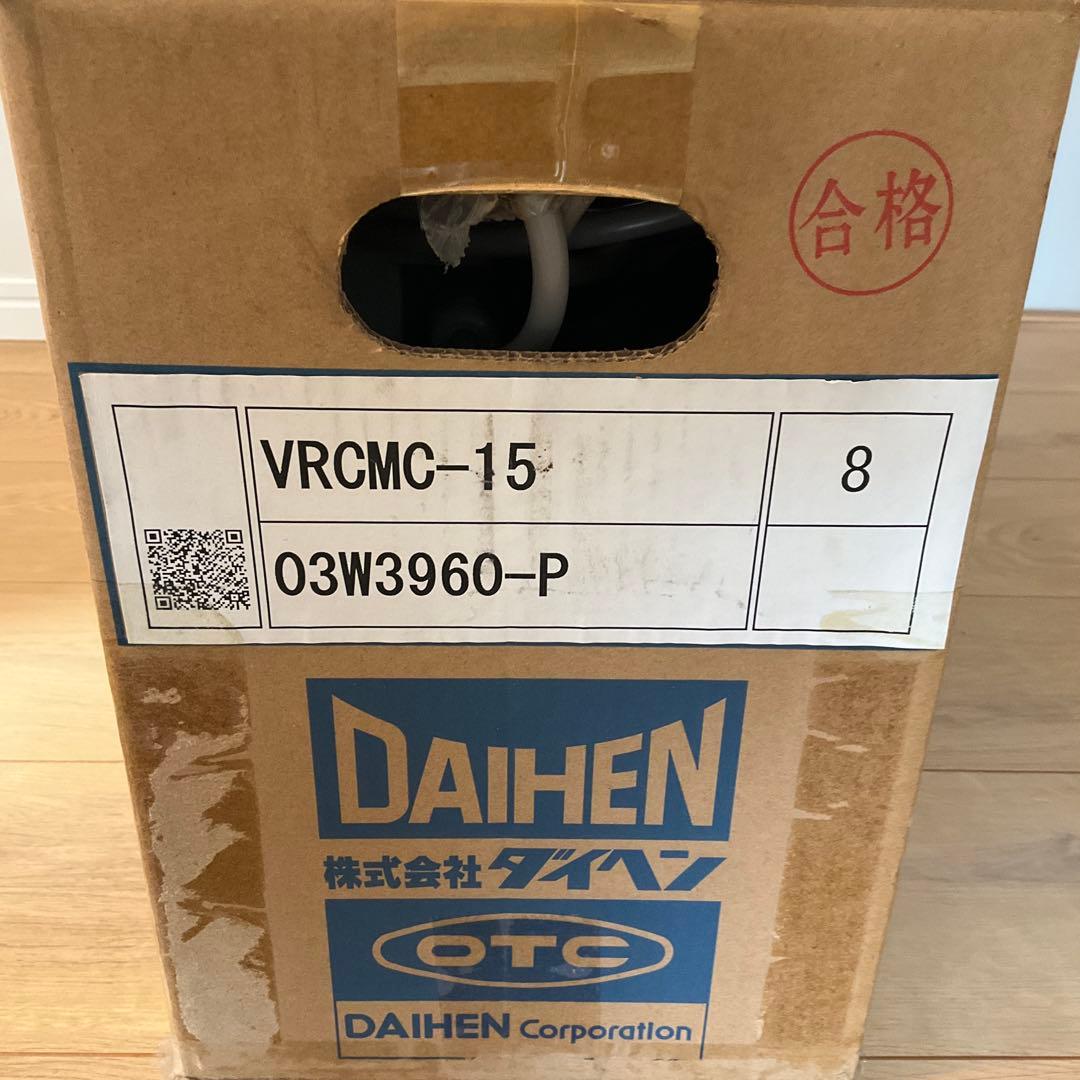 合格
VRCMC-15
8
03W3960-P
DAIHEN
株式会社ダイヘン
OTC
DAIHEN Corporation